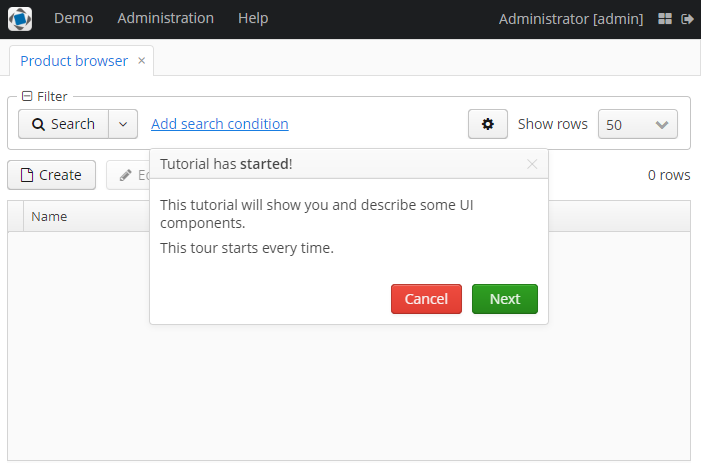 Demo Administration Help Administrator [admin]
Product browser ×
Filter
Search Add search condition Show rows 50
Create 0 rows
Tutorial has started!
Name
This tutorial will show you and describe some UI
components.
This tour starts every time.
Cancel Next